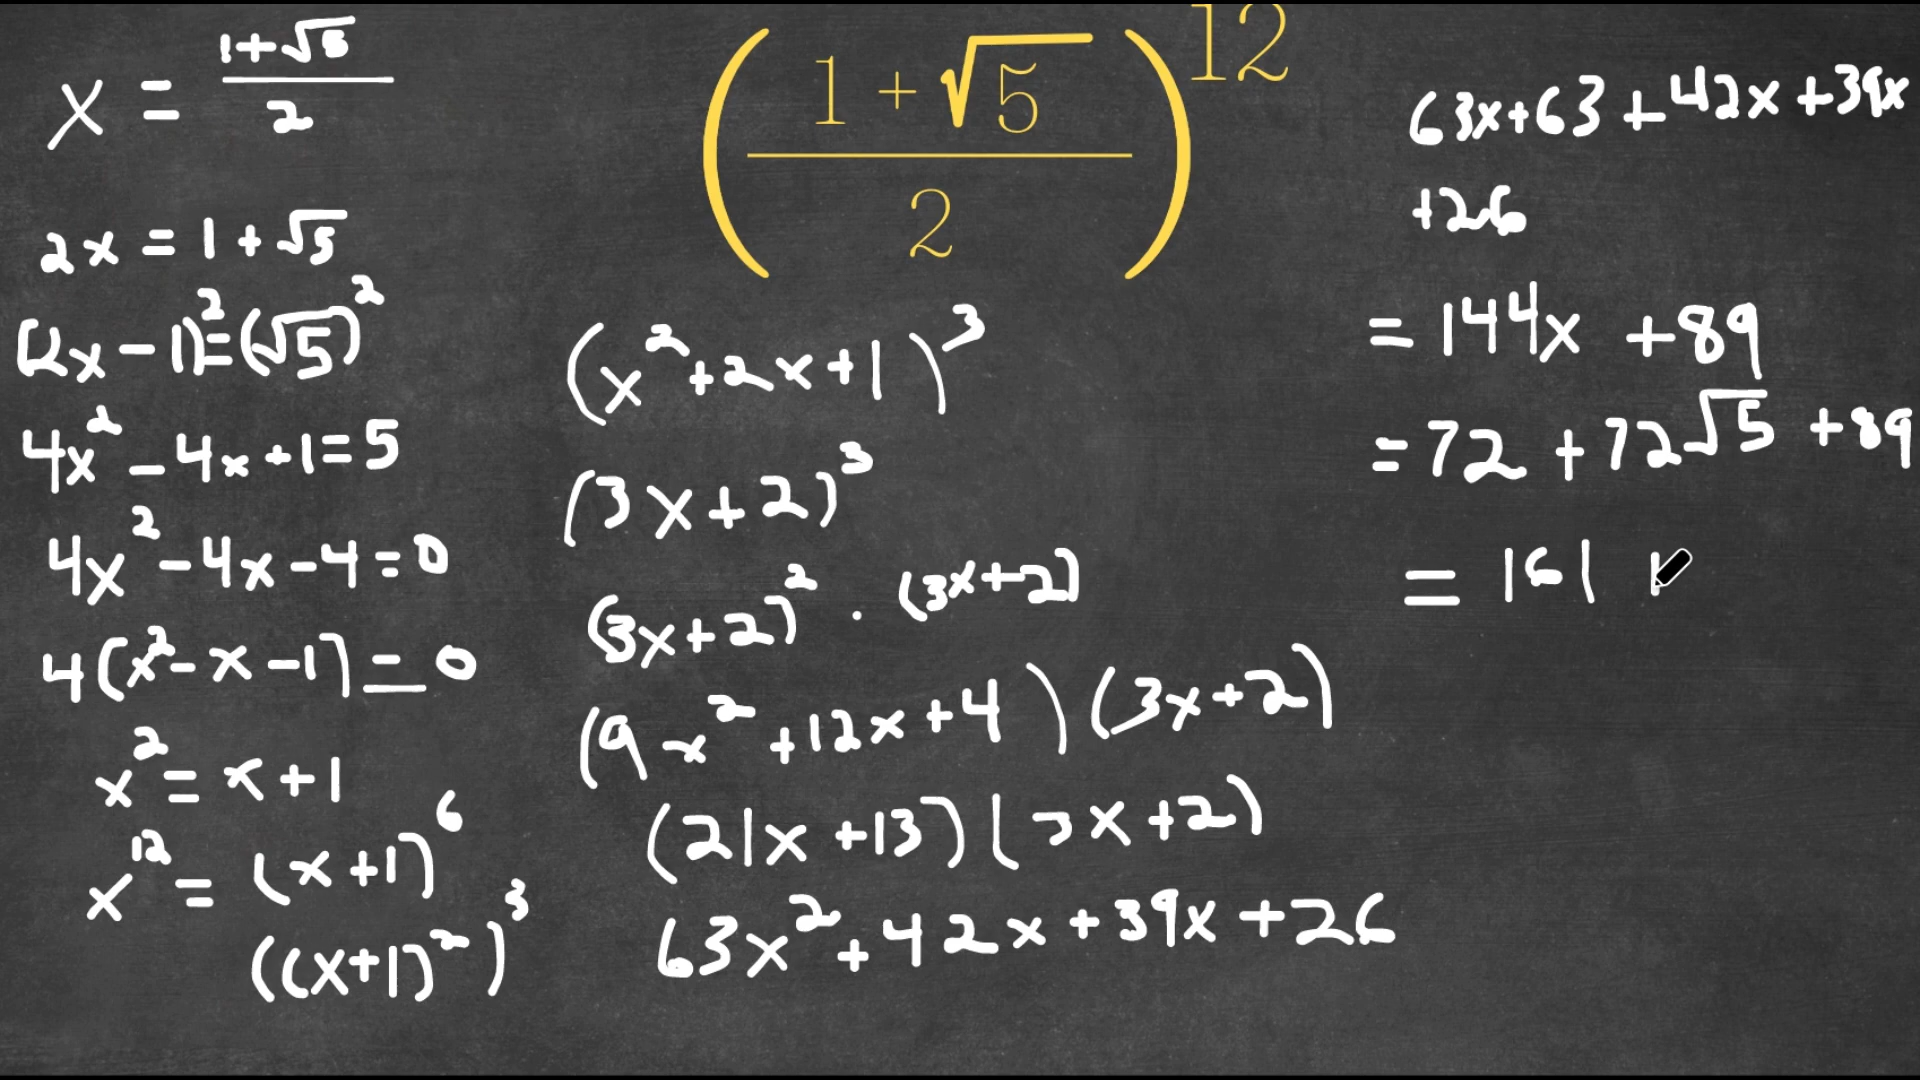 x = (1+√5)/2
2x = 1 + √5
(2x - 1)² = (√5)²
4x² - 4x + 1 = 5
4x² - 4x - 4 = 0
4(x² - x - 1) = 0
x² = x + 1
x¹² = (x + 1)⁶
((x+1)²)³
((1 + √5)/2)¹²
(x² + 2x + 1)³
(3x + 2)³
(3x + 2)² · (3x + 2)
(9x² + 12x + 4)(3x + 2)
(21x + 13)(3x + 2)
63x² + 42x + 39x + 26
63x + 63 + 42x + 39x
+26
= 144x + 89
= 72 + 72√5 + 89
= 161